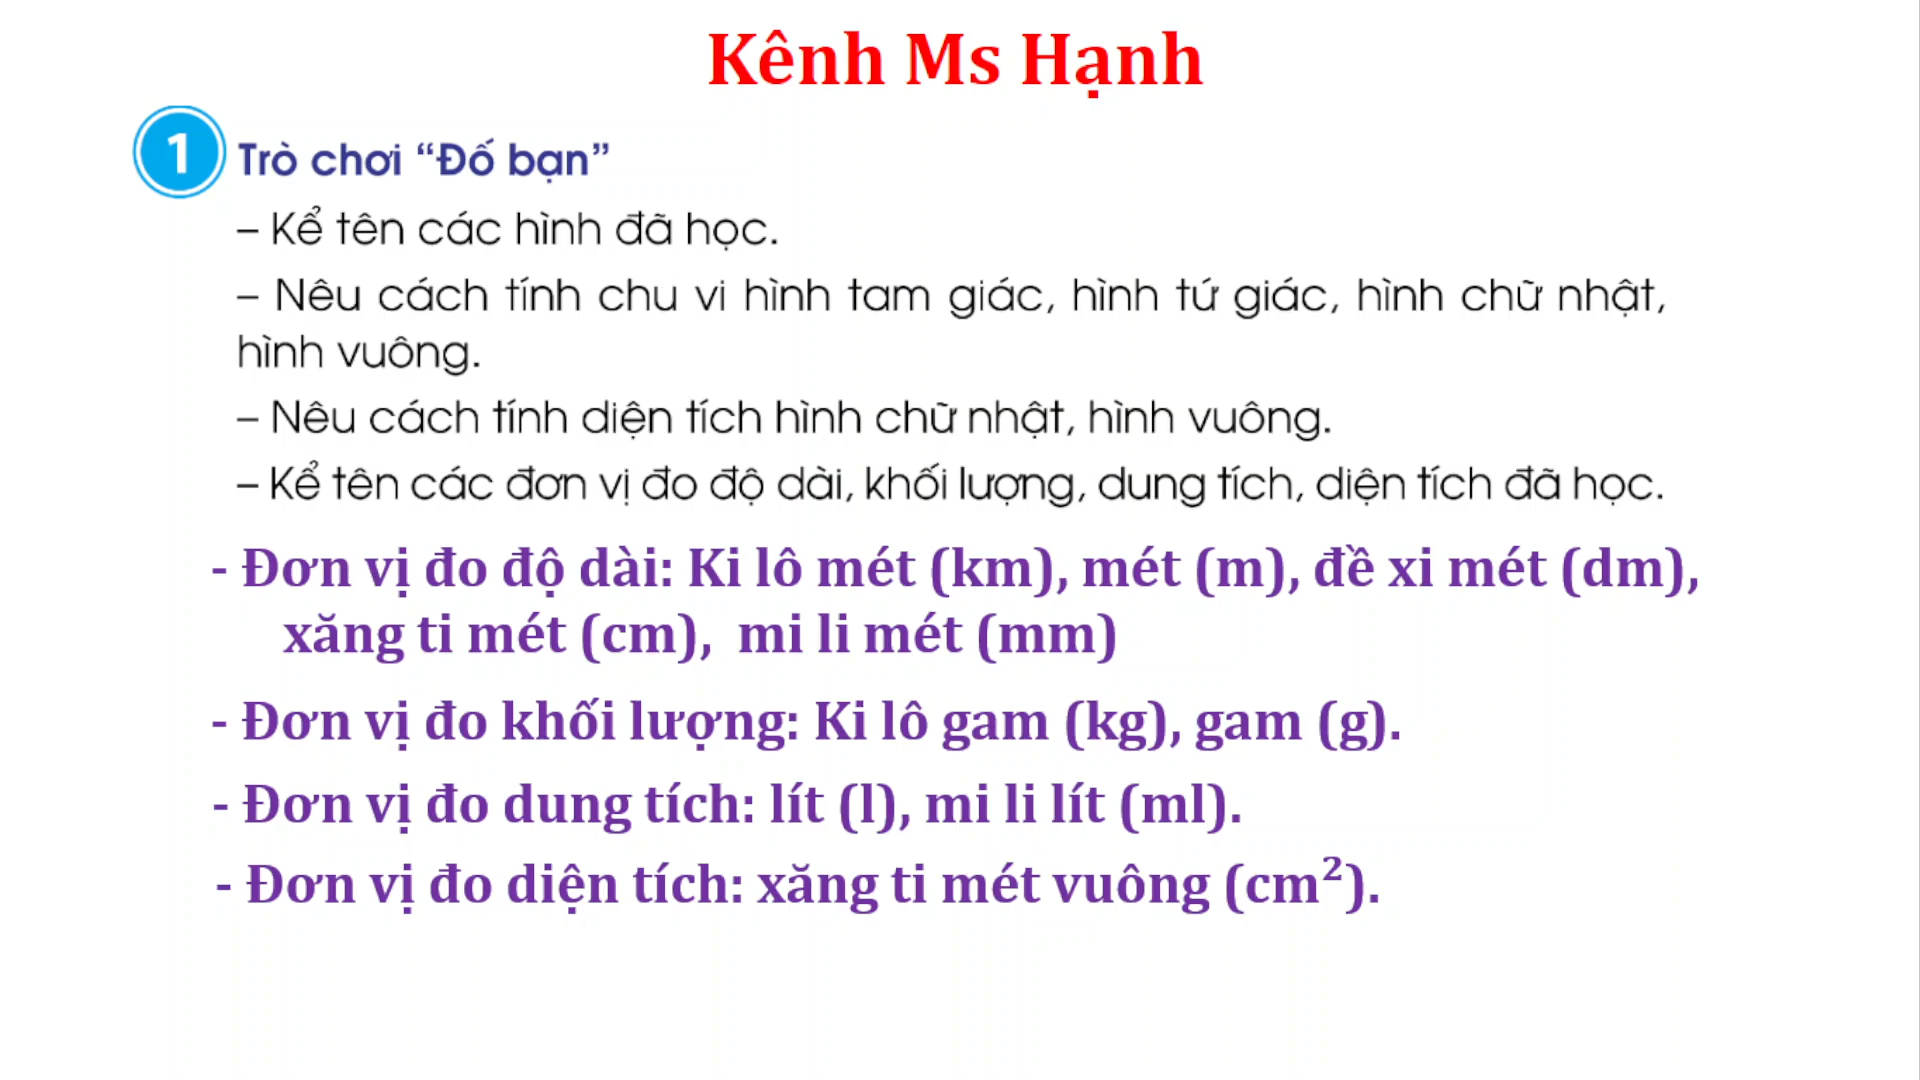 Kênh Ms Hạnh
1 Trò chơi “Đố bạn”
– Kể tên các hình đã học.
– Nêu cách tính chu vi hình tam giác, hình tứ giác, hình chữ nhật,
hình vuông.
– Nêu cách tính diện tích hình chữ nhật, hình vuông.
– Kể tên các đơn vị đo độ dài, khối lượng, dung tích, diện tích đã học.
- Đơn vị đo độ dài: Ki lô mét (km), mét (m), đề xi mét (dm),
xăng ti mét (cm), mi li mét (mm)
- Đơn vị đo khối lượng: Ki lô gam (kg), gam (g).
- Đơn vị đo dung tích: lít (l), mi li lít (ml).
- Đơn vị đo diện tích: xăng ti mét vuông (cm²).